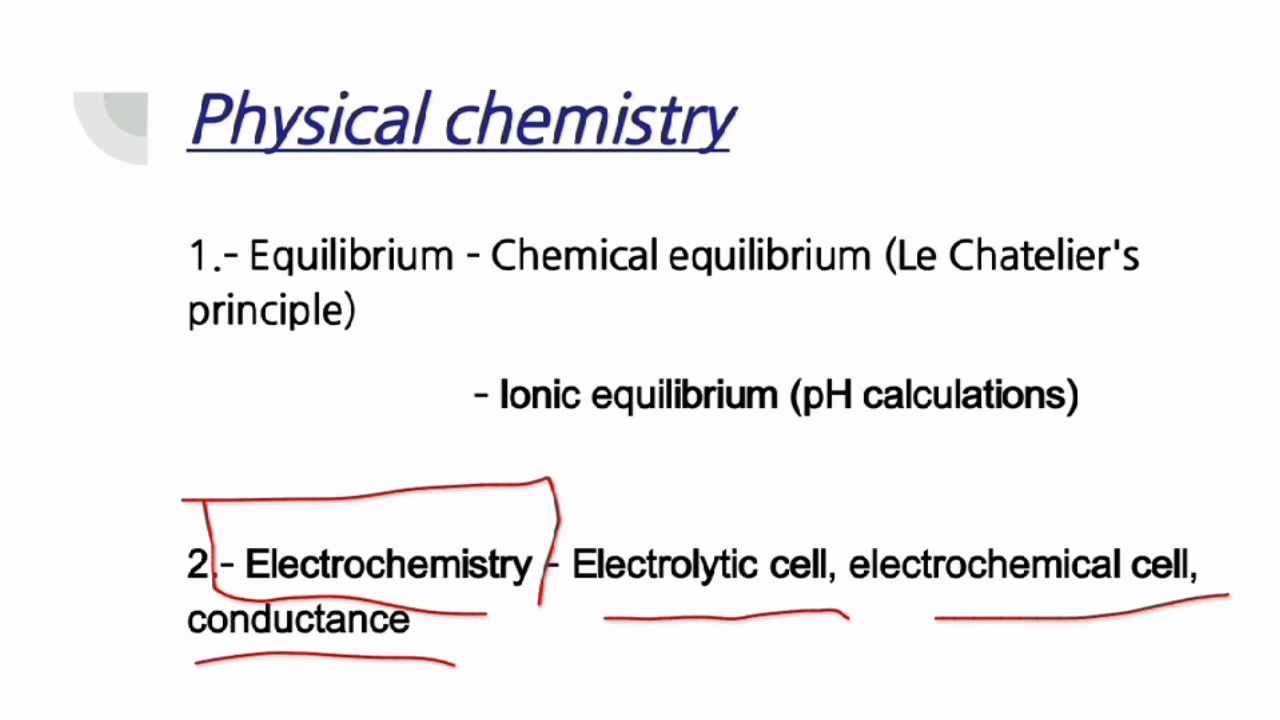 Physical chemistry
1.- Equilibrium - Chemical equilibrium (Le Chatelier's
principle)
- Ionic equilibrium (pH calculations)
2.- Electrochemistry - Electrolytic cell, electrochemical cell,
conductance